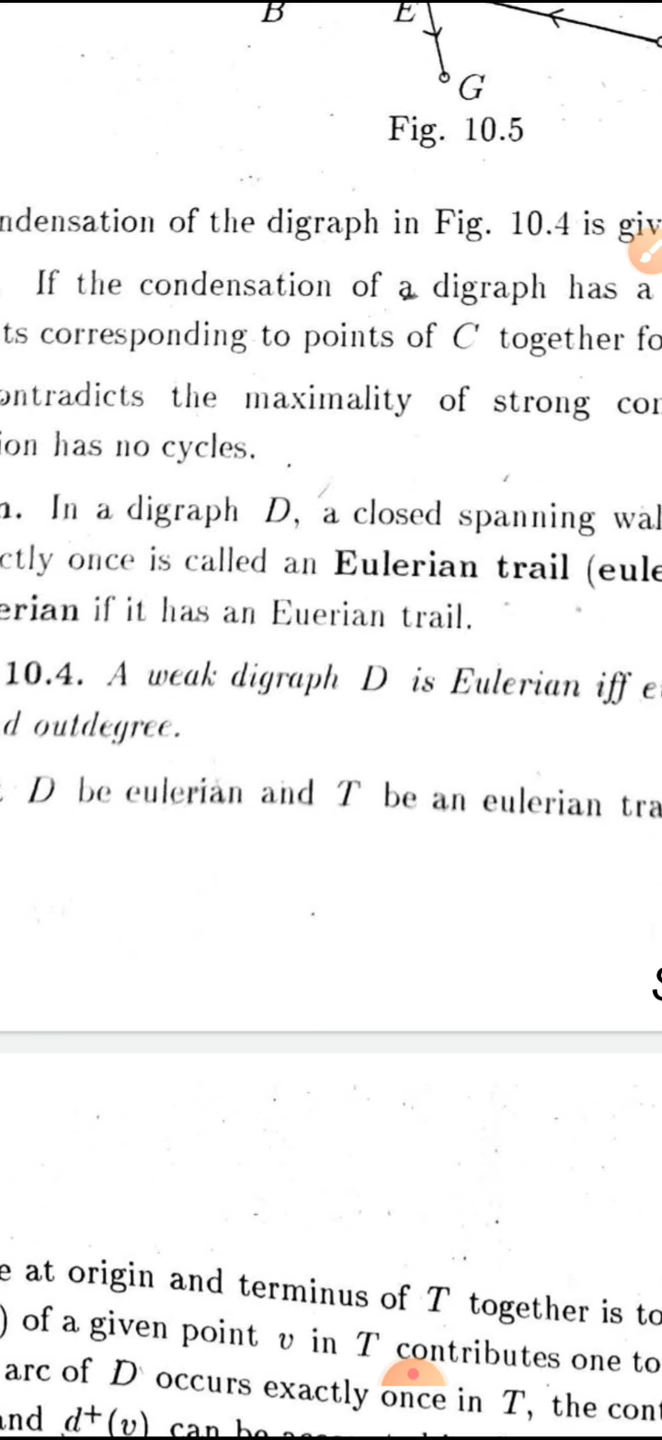 B E
G
Fig. 10.5
ndensation of the digraph in Fig. 10.4 is giv
If the condensation of a digraph has a
ts corresponding to points of C together fo
ontradicts the maximality of strong cor
ion has no cycles.
n. In a digraph D, a closed spanning wal
ctly once is called an Eulerian trail (eule
erian if it has an Euerian trail.
10.4. A weak digraph D is Eulerian iff e
d outdegree.
D be eulerian and T be an eulerian tra
S
e at origin and terminus of T together is to
) of a given point v in T contributes one to
arc of D occurs exactly once in T, the cont
and d+(v) can be